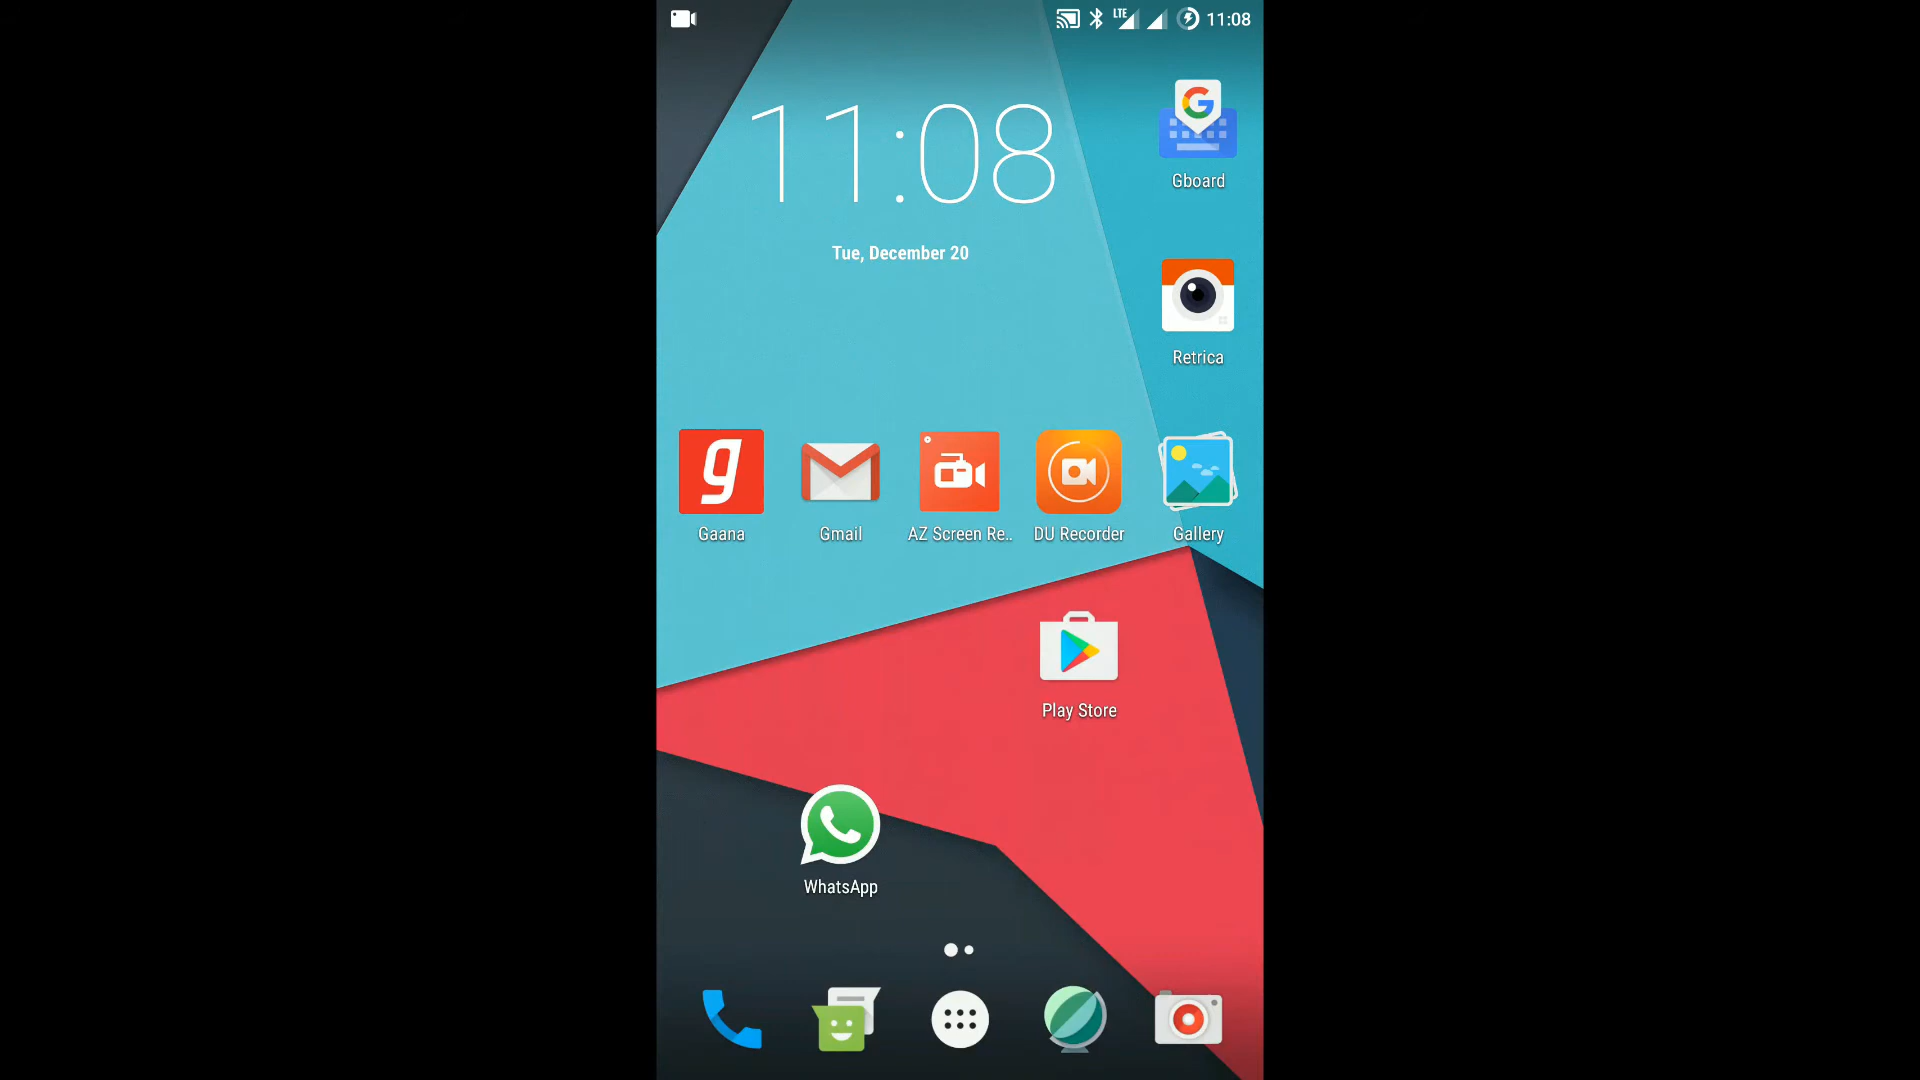 LTE 11:08
11:08
Tue, December 20
Gboard
Retrica
Gaana
Gmail
AZ Screen Re..
DU Recorder
Gallery
Play Store
WhatsApp